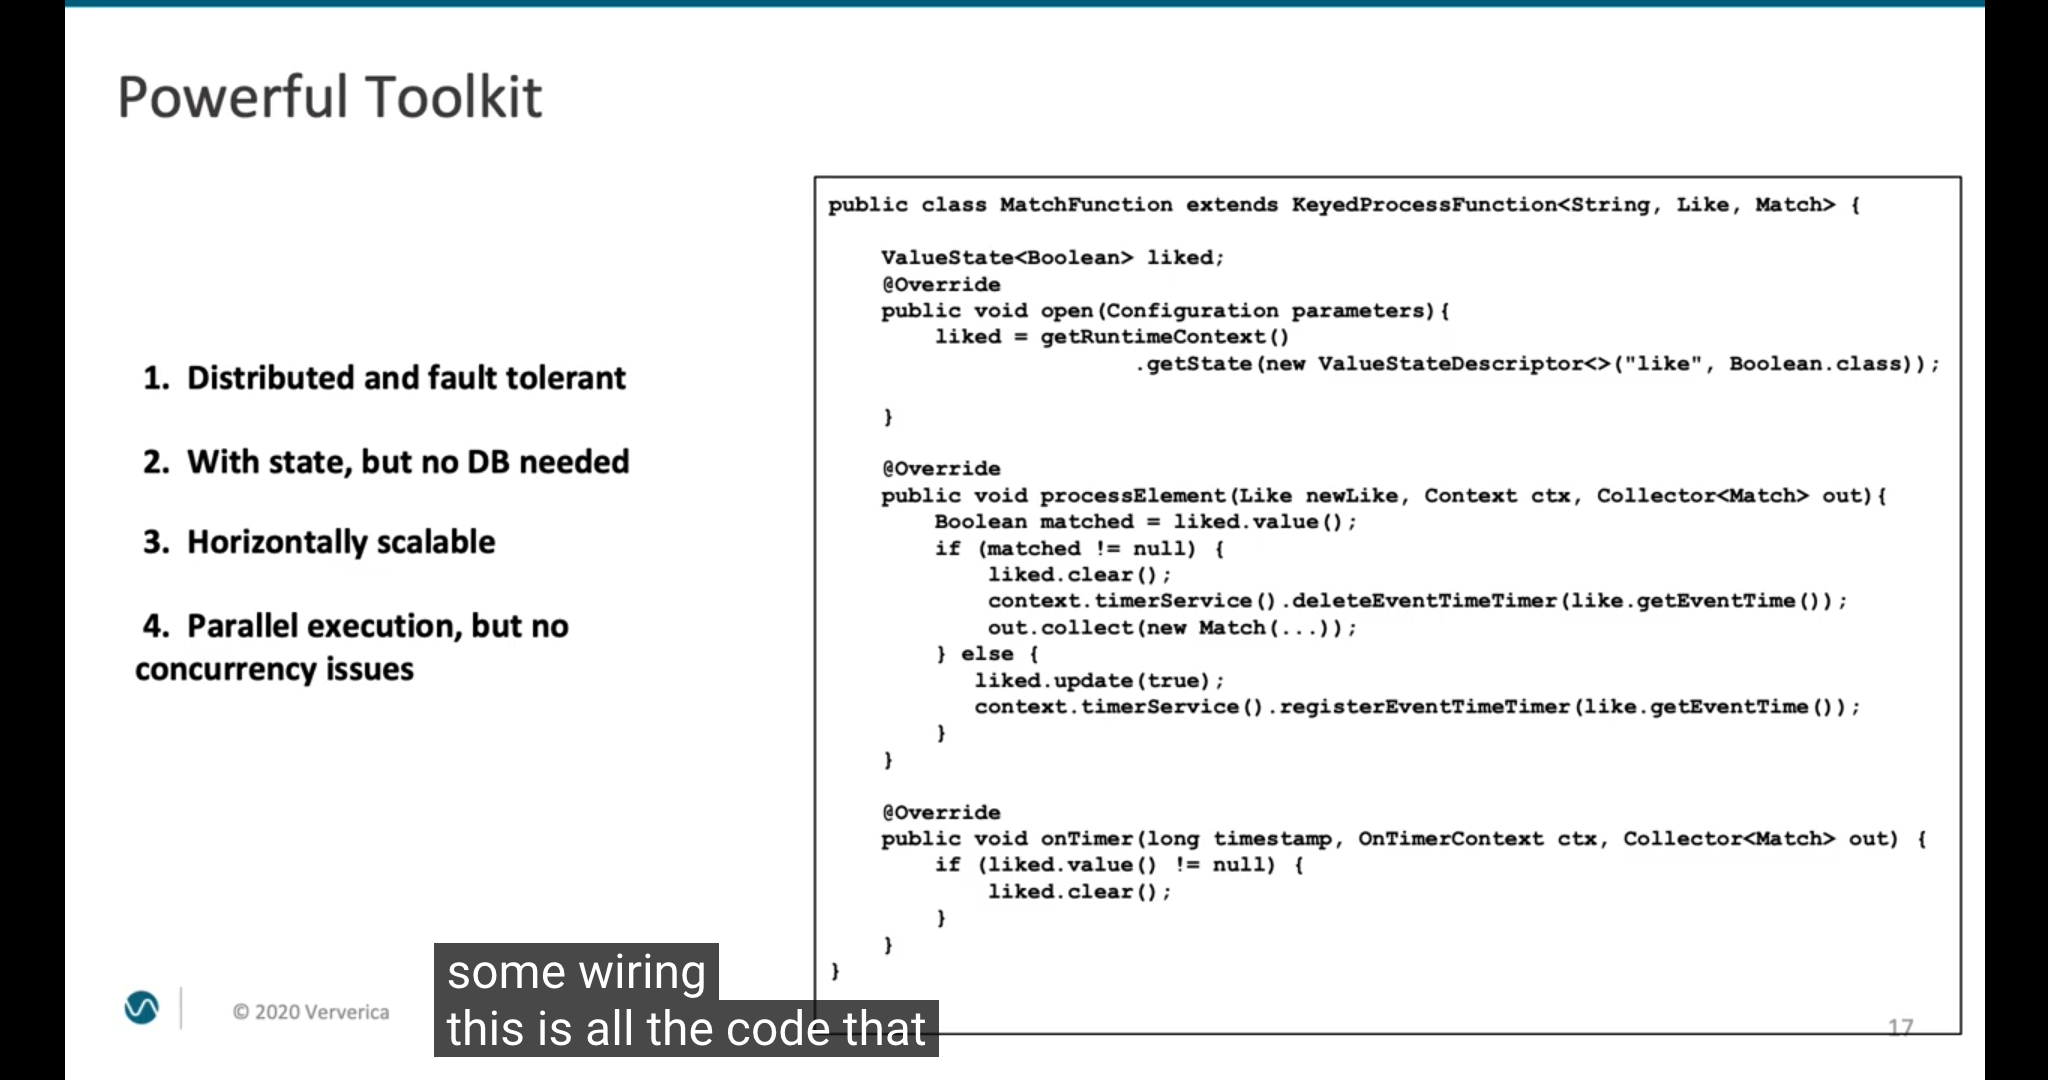 Powerful Toolkit
1. Distributed and fault tolerant
2. With state, but no DB needed
3. Horizontally scalable
4. Parallel execution, but no
concurrency issues
public class MatchFunction extends KeyedProcessFunction<String, Like, Match> {
ValueState<Boolean> liked;
@Override
public void open(Configuration parameters){
liked = getRuntimeContext()
.getState(new ValueStateDescriptor<>("like", Boolean.class));
}
@Override
public void processElement(Like newLike, Context ctx, Collector<Match> out){
Boolean matched = liked.value();
if (matched != null) {
liked.clear();
context.timerService().deleteEventTimeTimer(like.getEventTime());
out.collect(new Match(...));
} else {
liked.update(true);
context.timerService().registerEventTimeTimer(like.getEventTime());
}
}
@Override
public void onTimer(long timestamp, OnTimerContext ctx, Collector<Match> out) {
if (liked.value() != null) {
liked.clear();
}
}
}
© 2020 Ververica
some wiring
this is all the code that
17